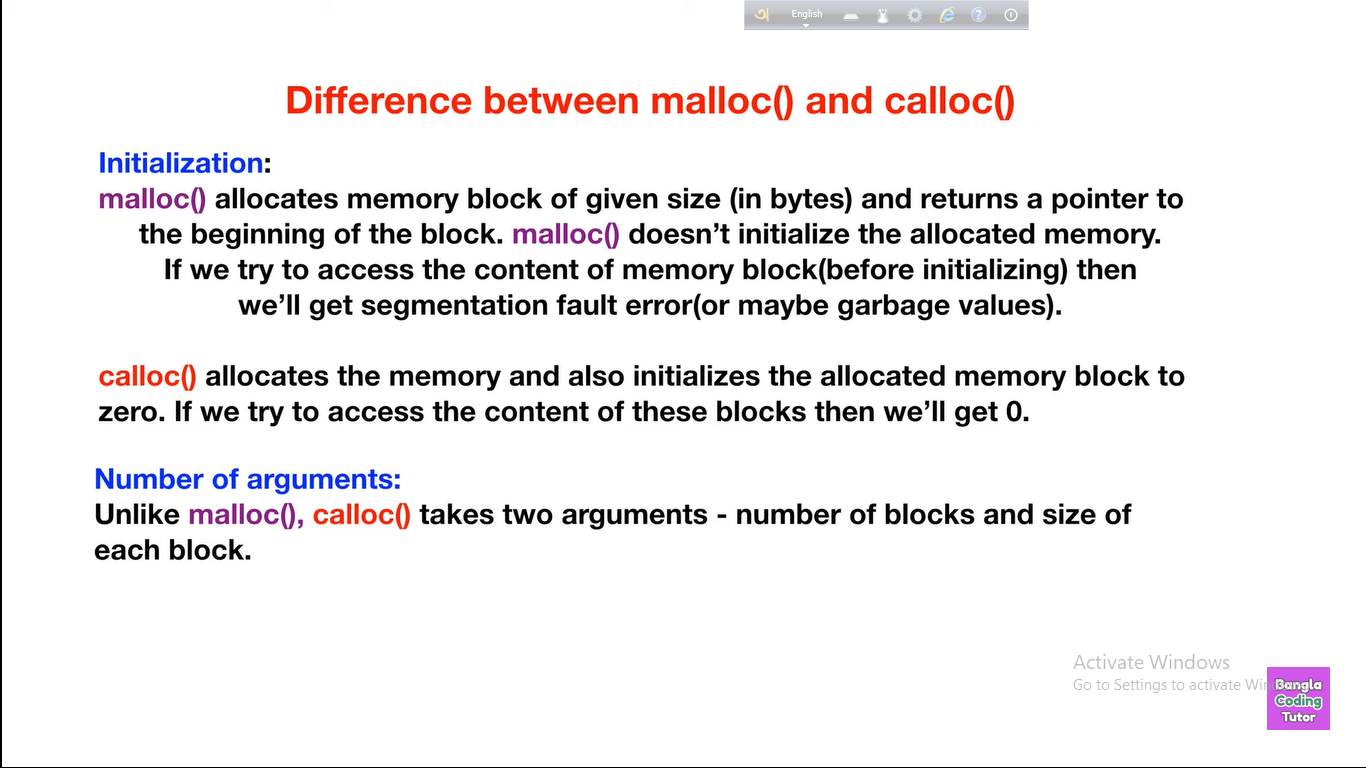 English
Difference between malloc() and calloc()
Initialization:
malloc() allocates memory block of given size (in bytes) and returns a pointer to
the beginning of the block. malloc() doesn’t initialize the allocated memory.
If we try to access the content of memory block(before initializing) then
we’ll get segmentation fault error(or maybe garbage values).
calloc() allocates the memory and also initializes the allocated memory block to
zero. If we try to access the content of these blocks then we’ll get 0.
Number of arguments:
Unlike malloc(), calloc() takes two arguments - number of blocks and size of
each block.
Activate Windows
Go to Settings to activate
Bangla
Coding
Tutor